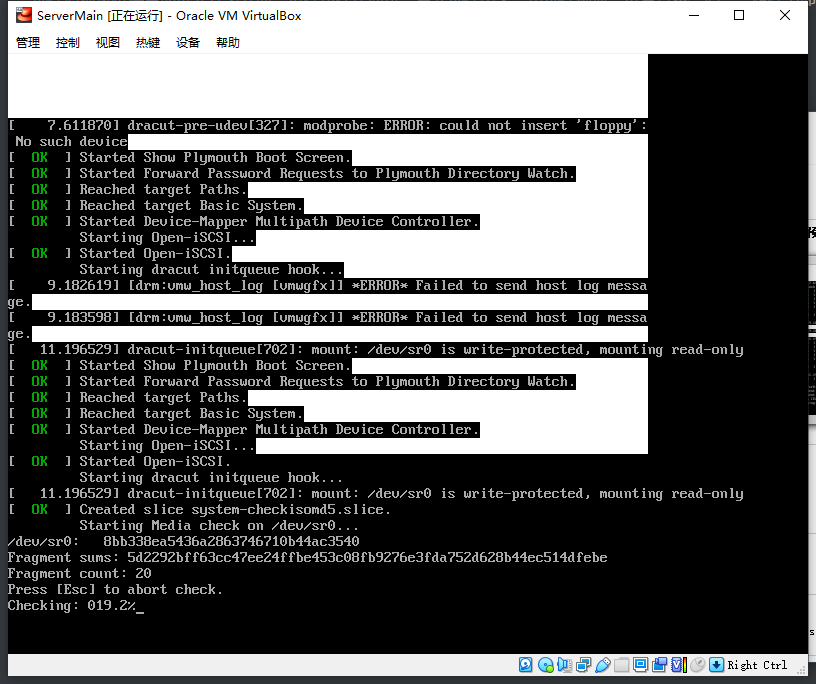 ServerMain [正在运行] - Oracle VM VirtualBox
管理 控制 视图 热键 设备 帮助
[    7.611870] dracut-pre-udev[327]: modprobe: ERROR: could not insert 'floppy':
 No such device
[  OK  ] Started Show Plymouth Boot Screen.
[  OK  ] Started Forward Password Requests to Plymouth Directory Watch.
[  OK  ] Reached target Paths.
[  OK  ] Reached target Basic System.
[  OK  ] Started Device-Mapper Multipath Device Controller.
         Starting Open-iSCSI...
[  OK  ] Started Open-iSCSI.
         Starting dracut initqueue hook...
[    9.182619] [drm:vmw_host_log [vmwgfx]] *ERROR* Failed to send host log messa
ge.
[    9.183598] [drm:vmw_host_log [vmwgfx]] *ERROR* Failed to send host log messa
ge.
[   11.196529] dracut-initqueue[702]: mount: /dev/sr0 is write-protected, mounting read-only
[  OK  ] Started Show Plymouth Boot Screen.
[  OK  ] Started Forward Password Requests to Plymouth Directory Watch.
[  OK  ] Reached target Paths.
[  OK  ] Reached target Basic System.
[  OK  ] Started Device-Mapper Multipath Device Controller.
         Starting Open-iSCSI...
[  OK  ] Started Open-iSCSI.
         Starting dracut initqueue hook...
[   11.196529] dracut-initqueue[702]: mount: /dev/sr0 is write-protected, mounting read-only
[  OK  ] Created slice system-checkisomd5.slice.
         Starting Media check on /dev/sr0...
/dev/sr0:   8bb338ea5436a2863746710b44ac3540
Fragment sums: 5d2292bff63cc47ee24ffbe453c08fb9276e3fda752d628b44ec514dfebe
Fragment count: 20
Press [Esc] to abort check.
Checking: 019.2%_
Right Ctrl